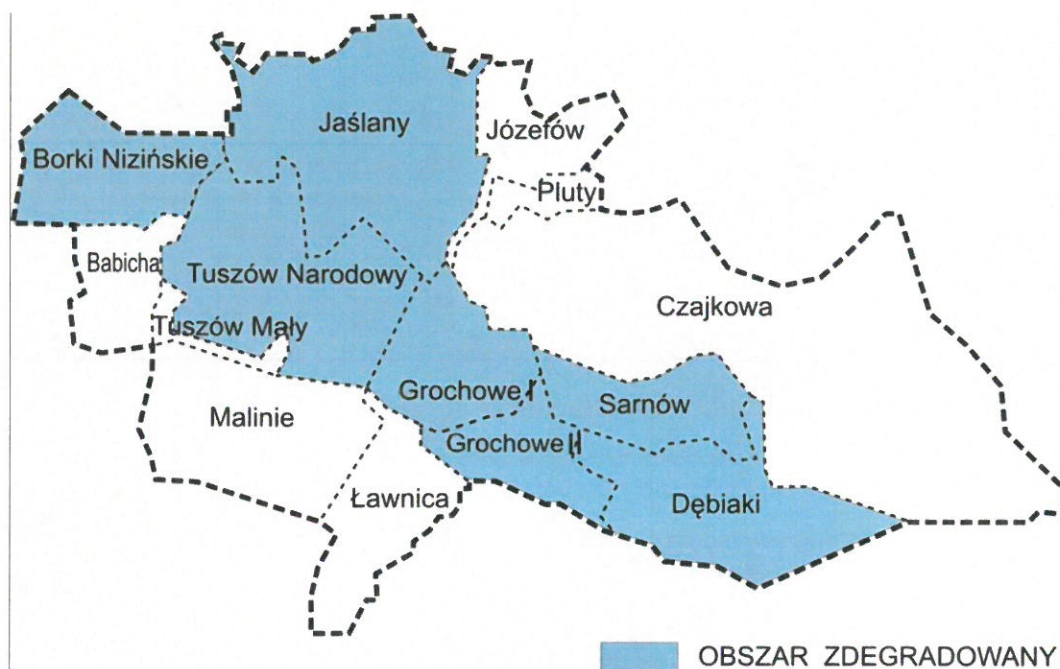 Jaślany
Józefów
Borki Nizińskie
Pluty
Babicha
Tuszów Narodowy
Czajkowa
Tuszów Mały
Grochowe I
Sarnów
Malinie
Grochowe II
Ławnica
Dębiaki
OBSZAR ZDEGRADOWANY